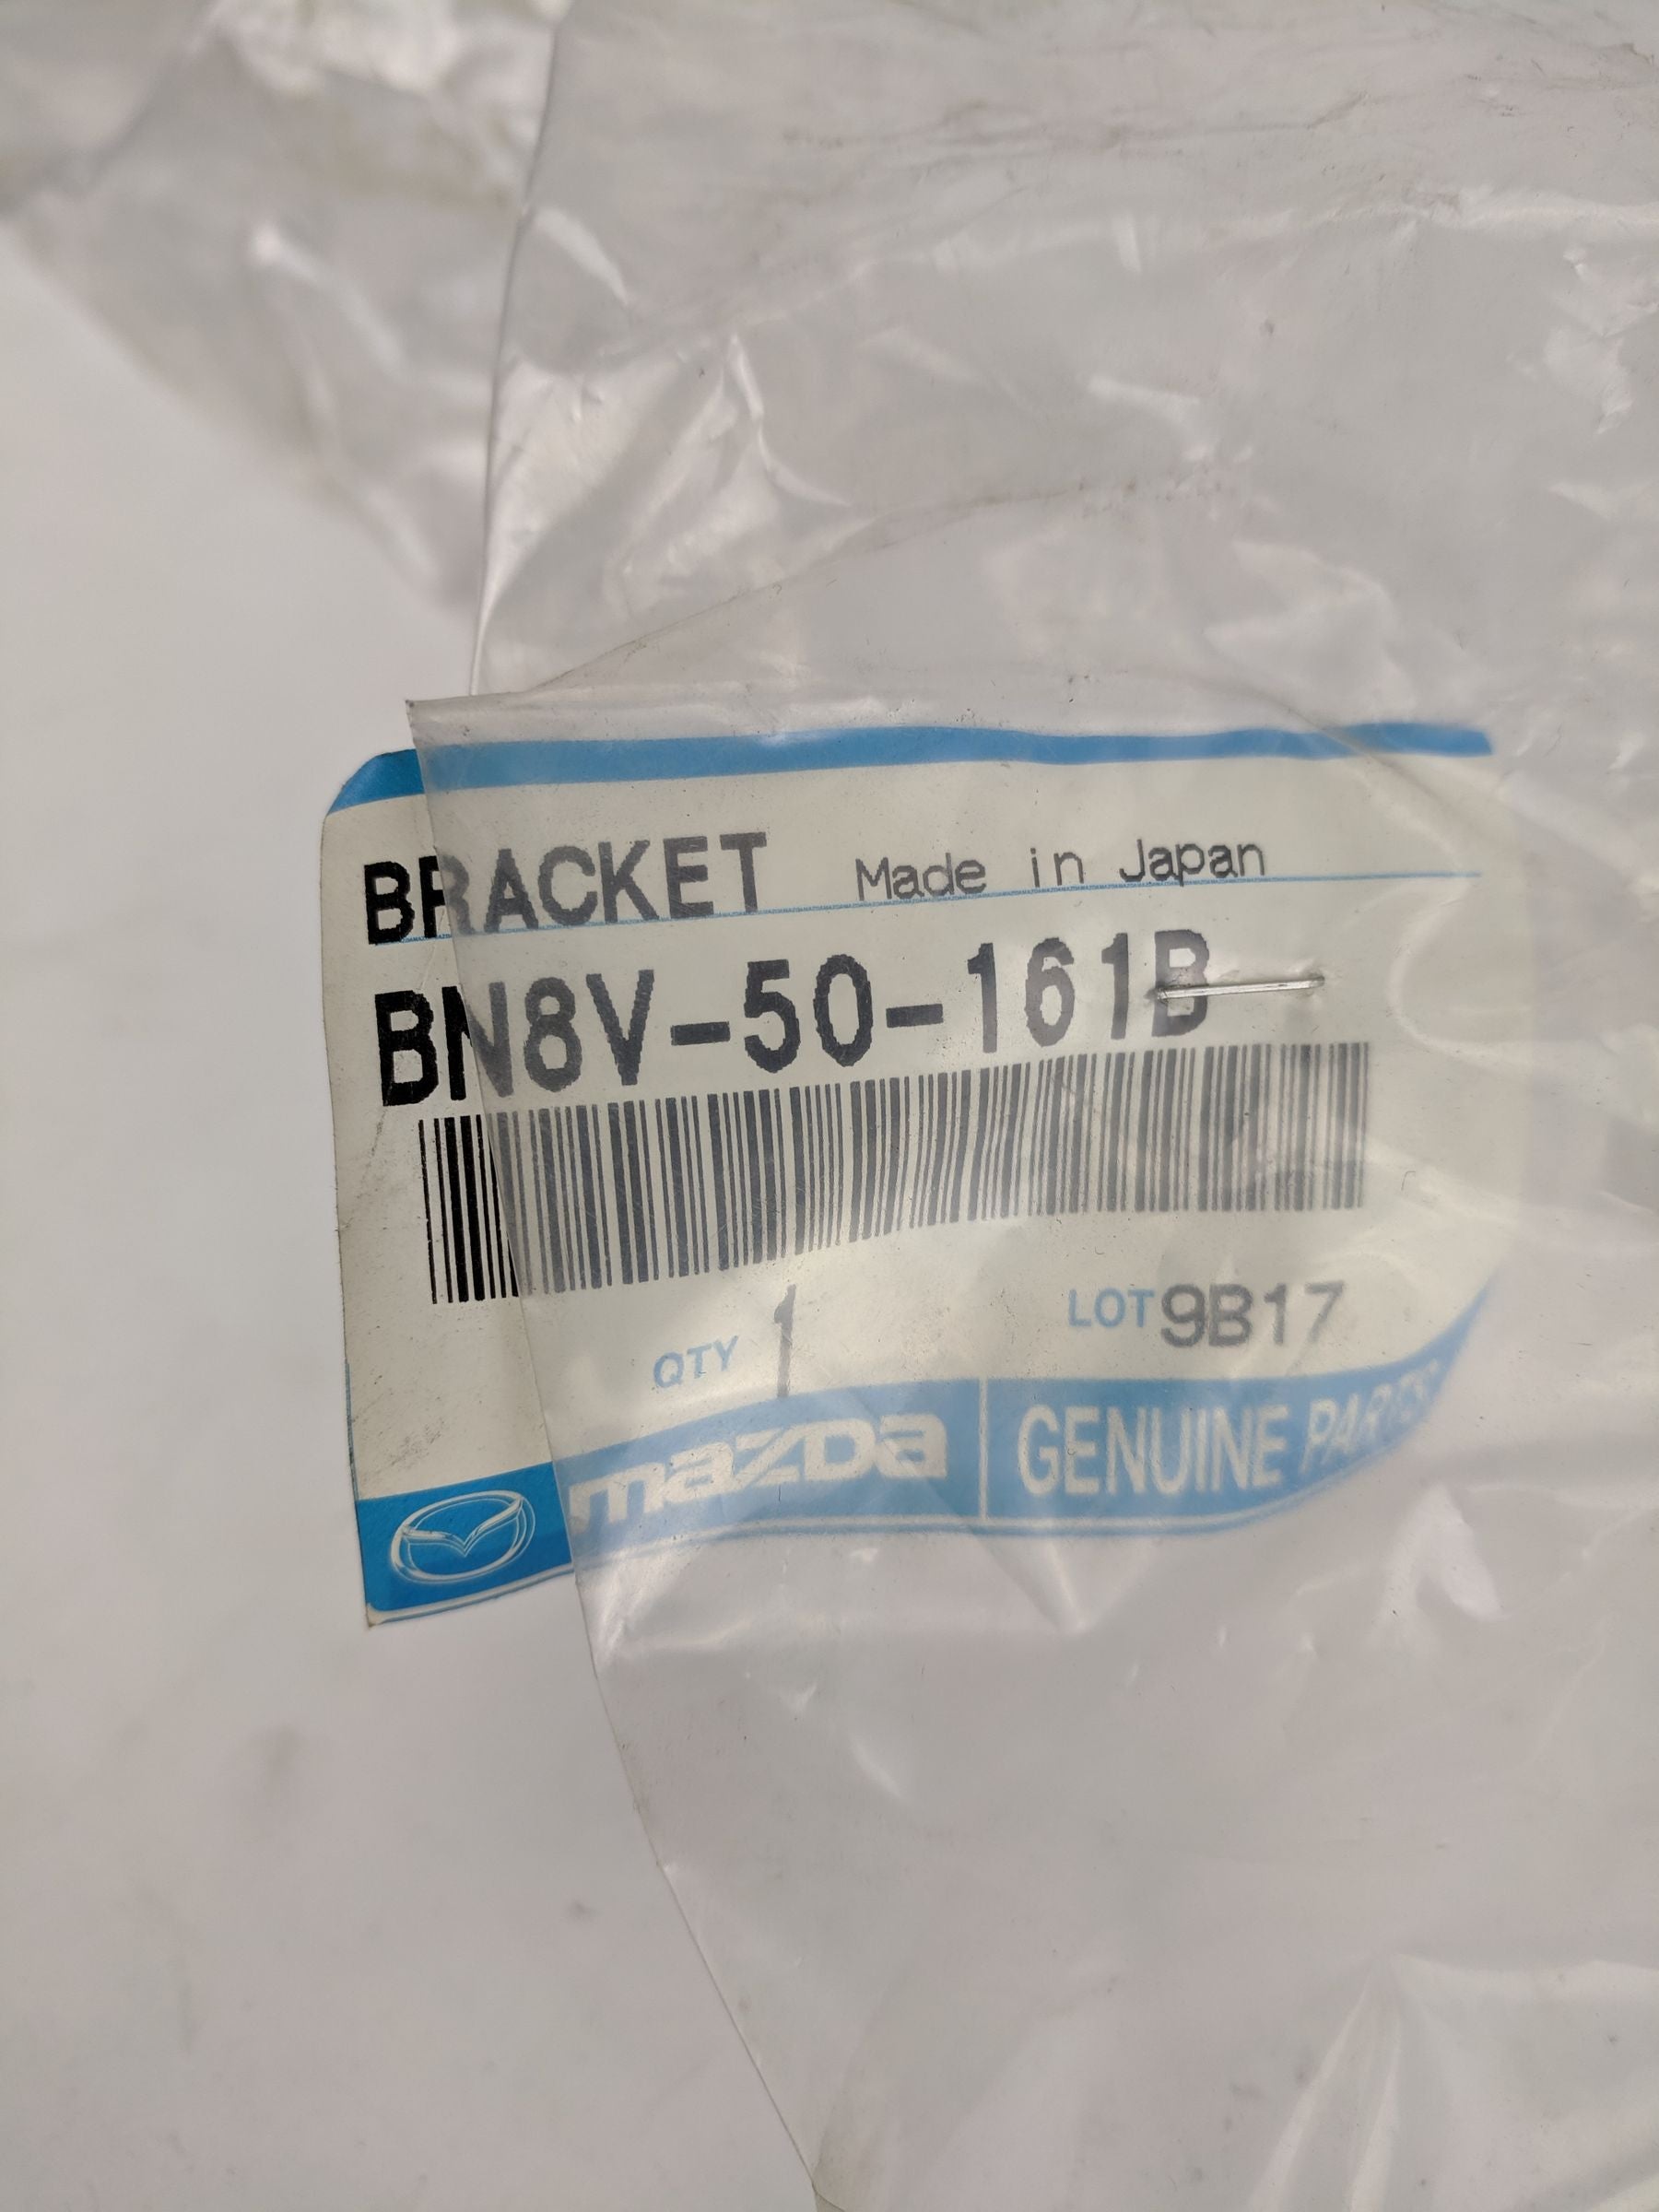 BRACKET Made in Japan
BN8V-50-161B
QTY 1 LOT 9B17
mazda GENUINE PARTS